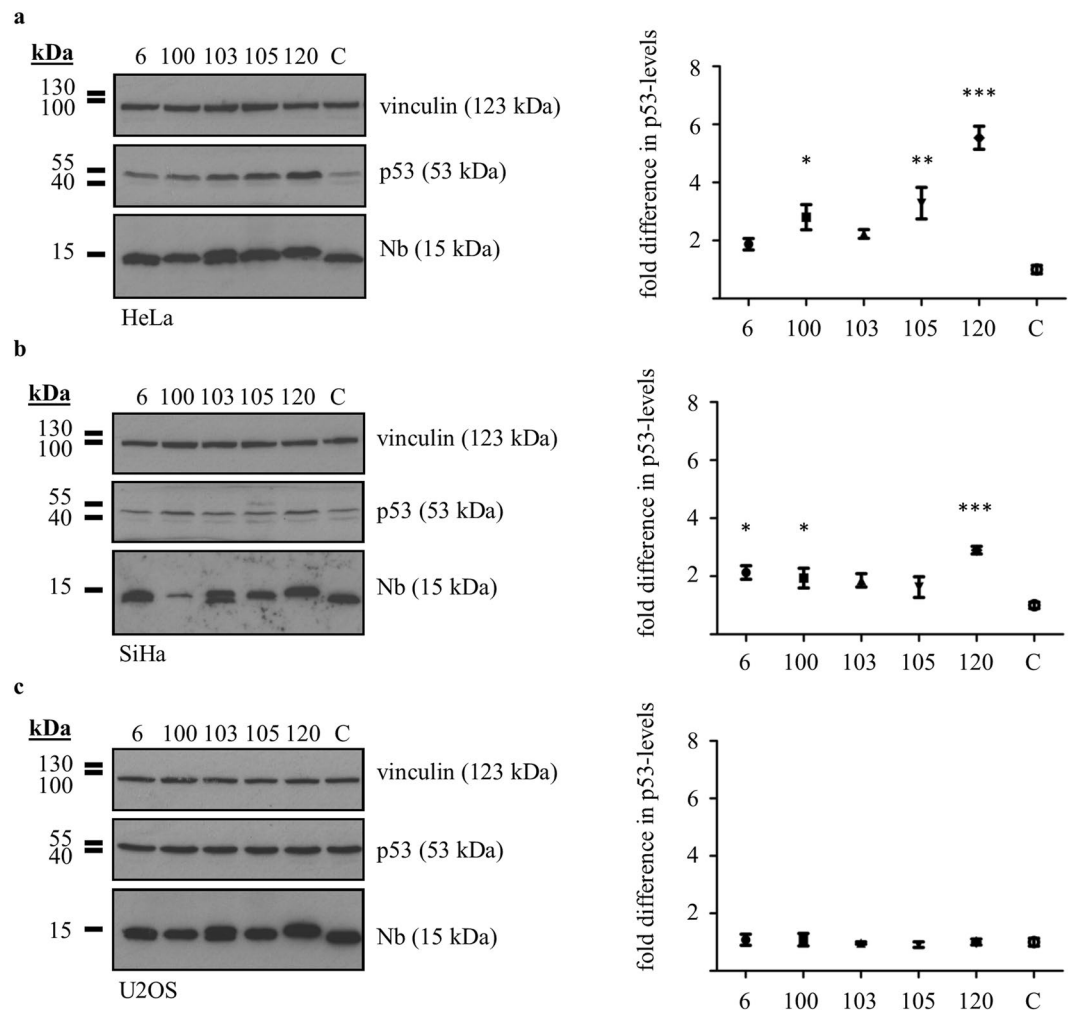 a
kDa
6 100 103 105 120 C
130
100
vinculin (123 kDa)
55
40
p53 (53 kDa)
15
Nb (15 kDa)
HeLa
fold difference in p53-levels
8
6
4
2
* ** ***
6 100 103 105 120 C
b
kDa
6 100 103 105 120 C
130
100
vinculin (123 kDa)
55
40
p53 (53 kDa)
15
Nb (15 kDa)
SiHa
fold difference in p53-levels
8
6
4
2
* * ***
6 100 103 105 120 C
c
kDa
6 100 103 105 120 C
130
100
vinculin (123 kDa)
55
40
p53 (53 kDa)
15
Nb (15 kDa)
U2OS
fold difference in p53-levels
8
6
4
2
6 100 103 105 120 C